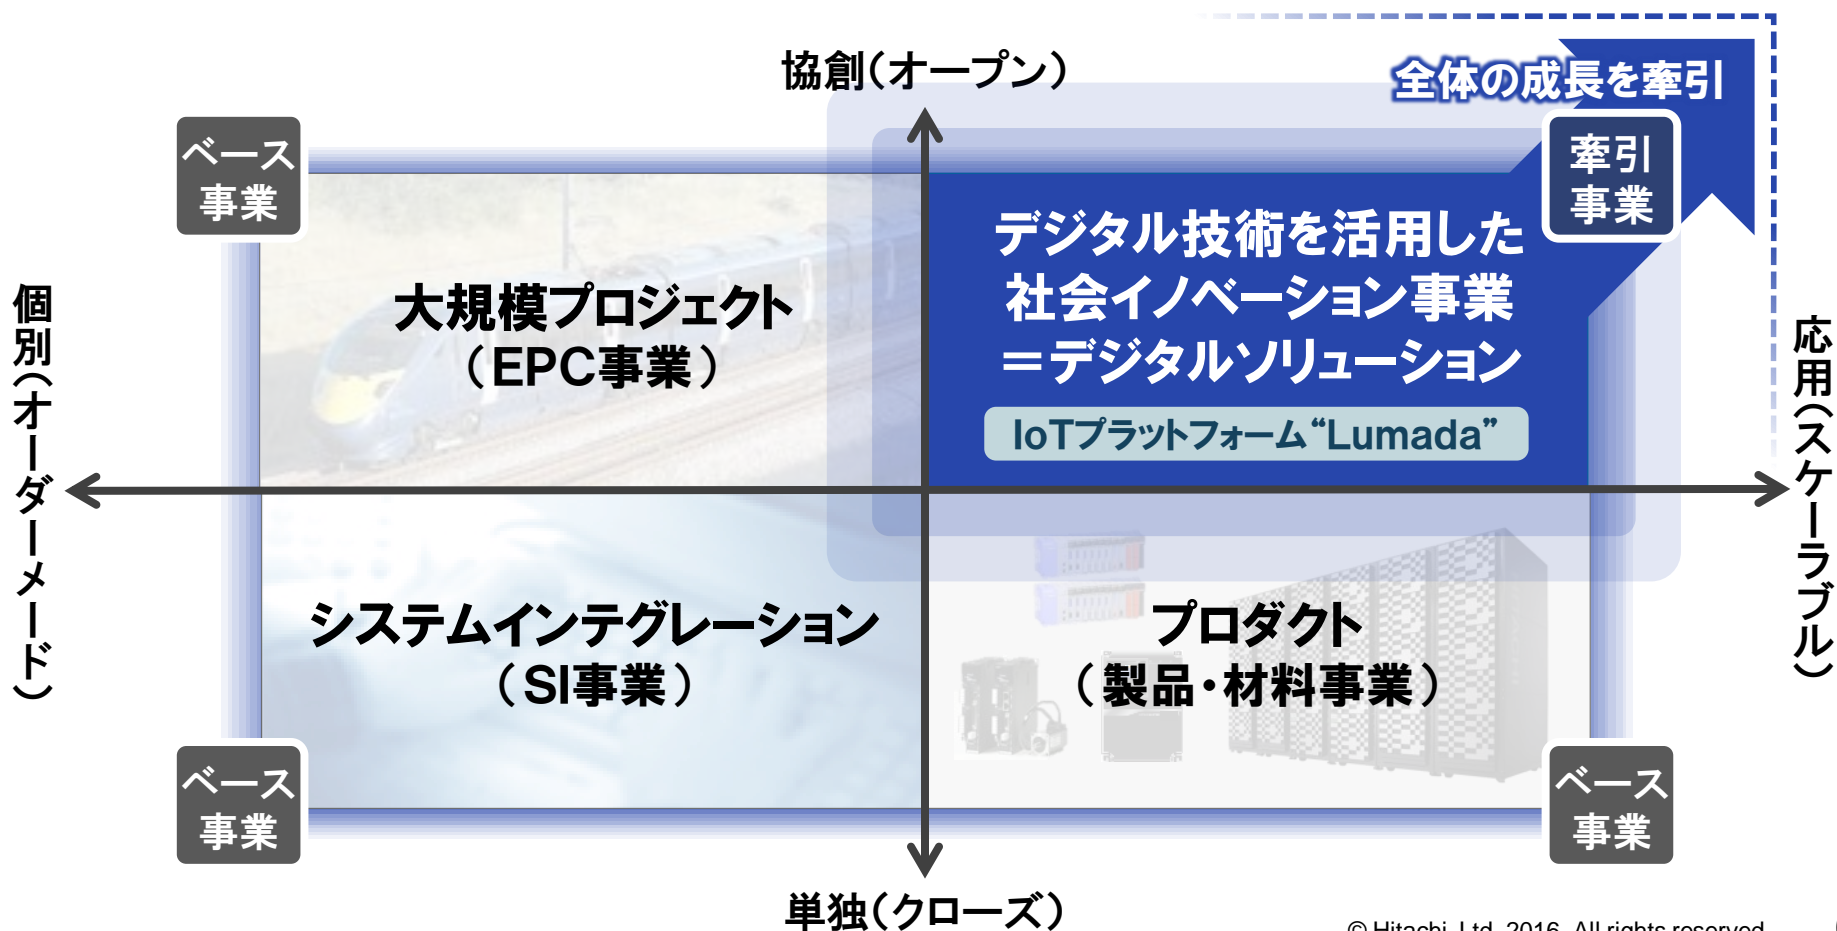 協創（オープン）
全体の成長を牽引
ベース
事業
牽引
事業
デジタル技術を活用した
社会イノベーション事業
＝デジタルソリューション
IoTプラットフォーム“Lumada”
大規模プロジェクト
（EPC事業）
個別（オーダーメード）
応用（スケーラブル）
システムインテグレーション
（SI事業）
プロダクト
（製品・材料事業）
ベース
事業
ベース
事業
単独（クローズ）
© Hitachi, Ltd. 2016. All rights reserved.